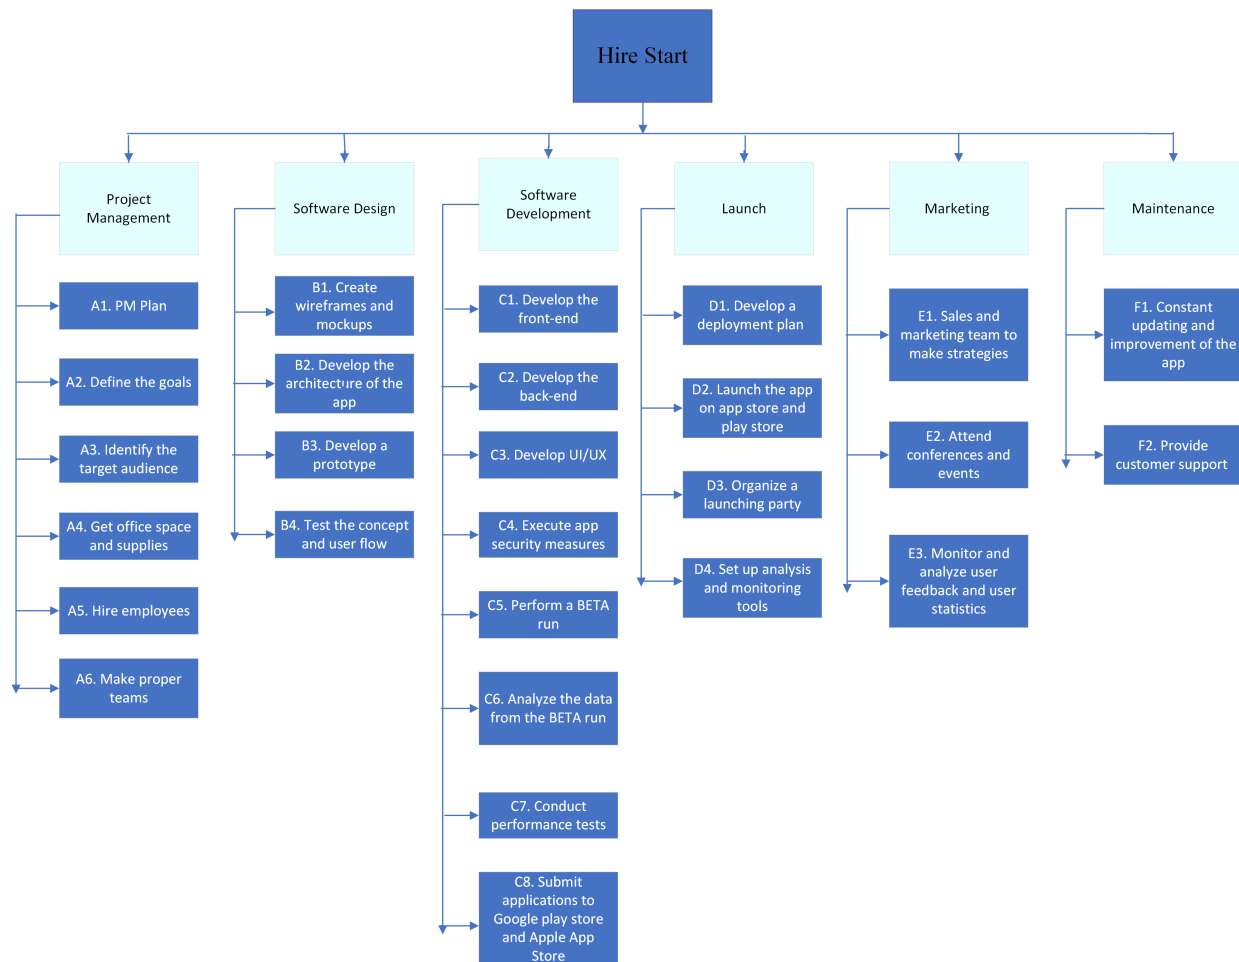 Hire Start
Project
Management
Software Design
Software
Development
Launch
Marketing
Maintenance
A1. PM Plan
A2. Define the goals
A3. Identify the
target audience
A4. Get office space
and supplies
A5. Hire employees
A6. Make proper
teams
B1. Create
wireframes and
mockups
B2. Develop the
architecture of the
app
B3. Develop a
prototype
B4. Test the concept
and user flow
C1. Develop the
front-end
C2. Develop the
back-end
C3. Develop UI/UX
C4. Execute app
security measures
C5. Perform a BETA
run
C6. Analyze the data
from the BETA run
C7. Conduct
performance tests
C8. Submit
applications to
Google play store
and Apple App
Store
D1. Develop a
deployment plan
D2. Launch the app
on app store and
play store
D3. Organize a
launching party
D4. Set up analysis
and monitoring
tools
E1. Sales and
marketing team to
make strategies
E2. Attend
conferences and
events
E3. Monitor and
analyze user
feedback and user
statistics
F1. Constant
updating and
improvement of the
app
F2. Provide
customer support